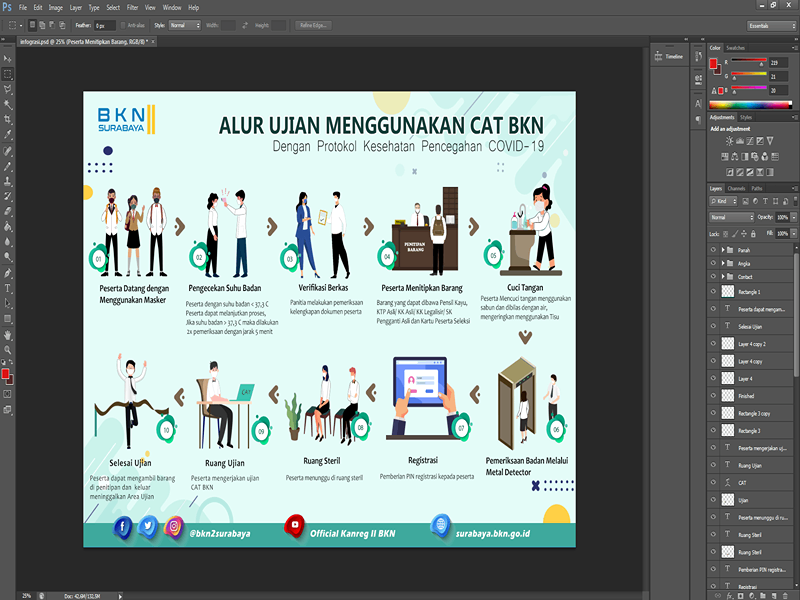 Ps File Edit Image Layer Type Select Filter View Window Help
Feather: 0 px Anti-alias Style: Normal Width: Height: Refine Edge...
Essentials
infograsi.psd @ 25% (Peserta Menitipkan Barang, RGB/8) *
Timeline
BKN
SURABAYA
ALUR UJIAN MENGGUNAKAN CAT BKN
Dengan Protokol Kesehatan Pencegahan COVID-19
01
Peserta Datang dengan
Menggunakan Masker
02
Pengecekan Suhu Badan
Peserta dengan suhu badan < 37,3 C
Peserta dapat melanjutkan proses,
Jika suhu badan > 37,3 C maka dilakukan
2x pemeriksaan dengan jarak 5 menit
03
Verifikasi Berkas
Panitia melakukan pemeriksaan
kelengkapan dokumen peserta
PENITIPAN
BARANG
04
Peserta Menitipkan Barang
Barang yang dapat dibawa Pensil Kayu,
KTP Asli/ KK Asli/ KK Legalisir/ SK
Pengganti Asli dan Kartu Peserta Seleksi
05
Cuci Tangan
Peserta Mencuci tangan menggunakan
sabun dan dibilas dengan air,
mengeringkan menggunakan Tisu
10
Selesai Ujian
Peserta dapat mengambil barang
di penitipan dan keluar
meninggalkan Area Ujian
CAT
09
Ruang Ujian
Peserta mengerjakan ujian
CAT BKN
08
Ruang Steril
Peserta menunggu di ruang steril
07
Registrasi
Pemberian PIN registrasi kepada peserta
06
Pemeriksaan Badan Melalui
Metal Detector
@bkn2surabaya
Official Kanreg II BKN
surabaya.bkn.go.id
25% Doc: 42,6M/132,5M
Color Swatches
R 219
G 21
B 20
Adjustments Styles
Add an adjustment
Layers Channels Paths
Kind
Normal Opacity: 100%
Lock: Fill: 100%
Panah
Angka
Contact
Rectangle 1
Peserta dapat mengam...
Selesai Ujian
Layer 4 copy 2
Layer 4 copy
Layer 4
Finished
Rectangle 3 copy
Rectangle 3
Peserta mengerjakan uj...
Ruang Ujian
CAT
Ujian
Peserta menunggu di ru...
Ruang Steril
Ruang Steril
Pemberian PIN registra...
Registrasi